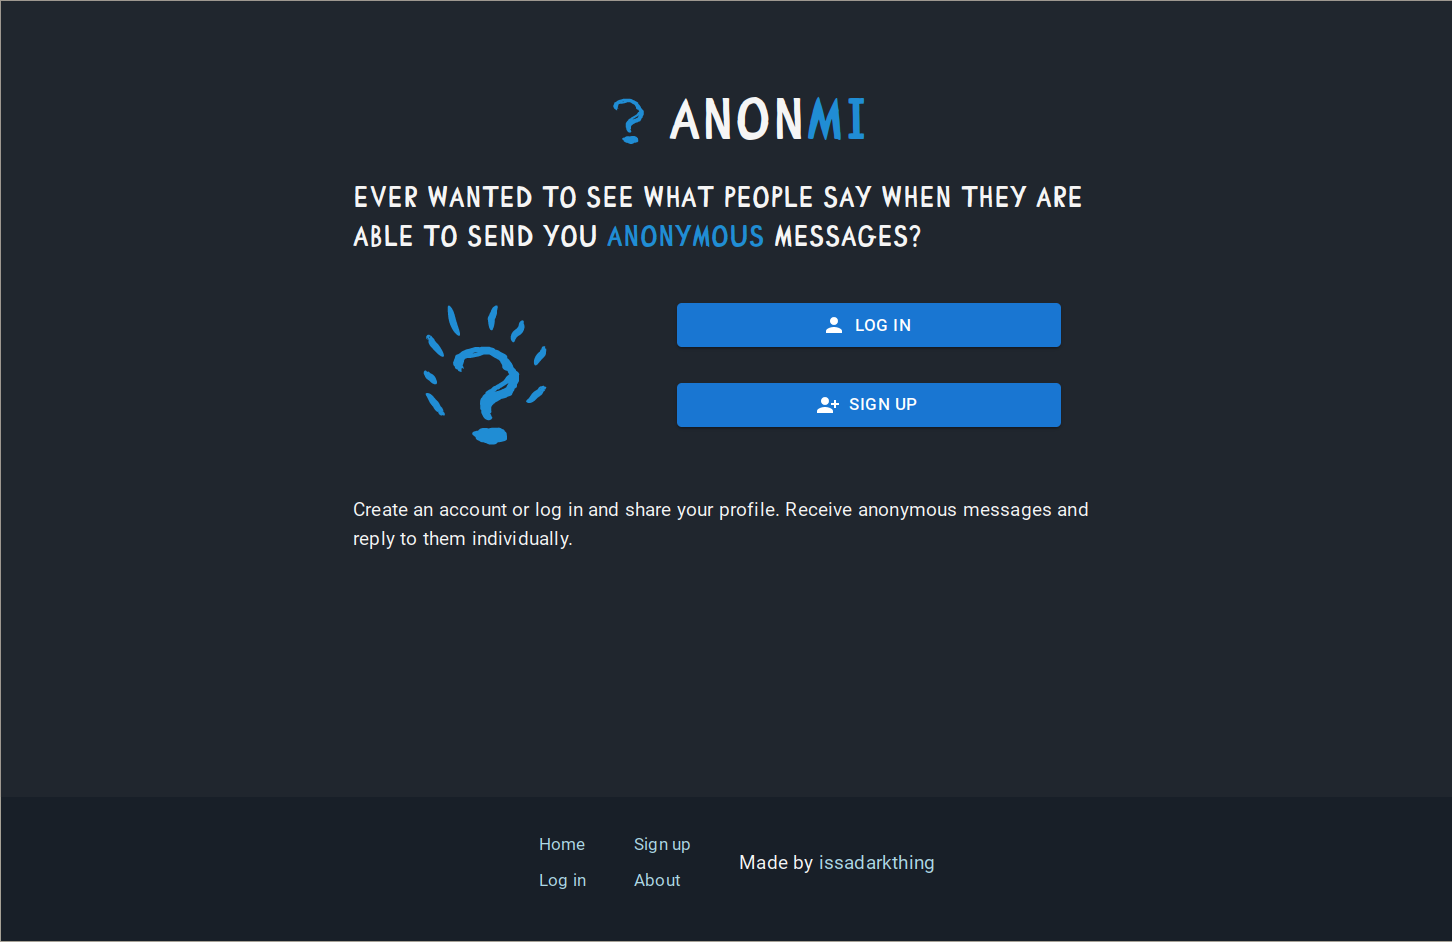 ? ANONMI
EVER WANTED TO SEE WHAT PEOPLE SAY WHEN THEY ARE
ABLE TO SEND YOU ANONYMOUS MESSAGES?
?
LOG IN
SIGN UP
Create an account or log in and share your profile. Receive anonymous messages and
reply to them individually.
Home
Sign up
Log in
About
Made by issadarkthing